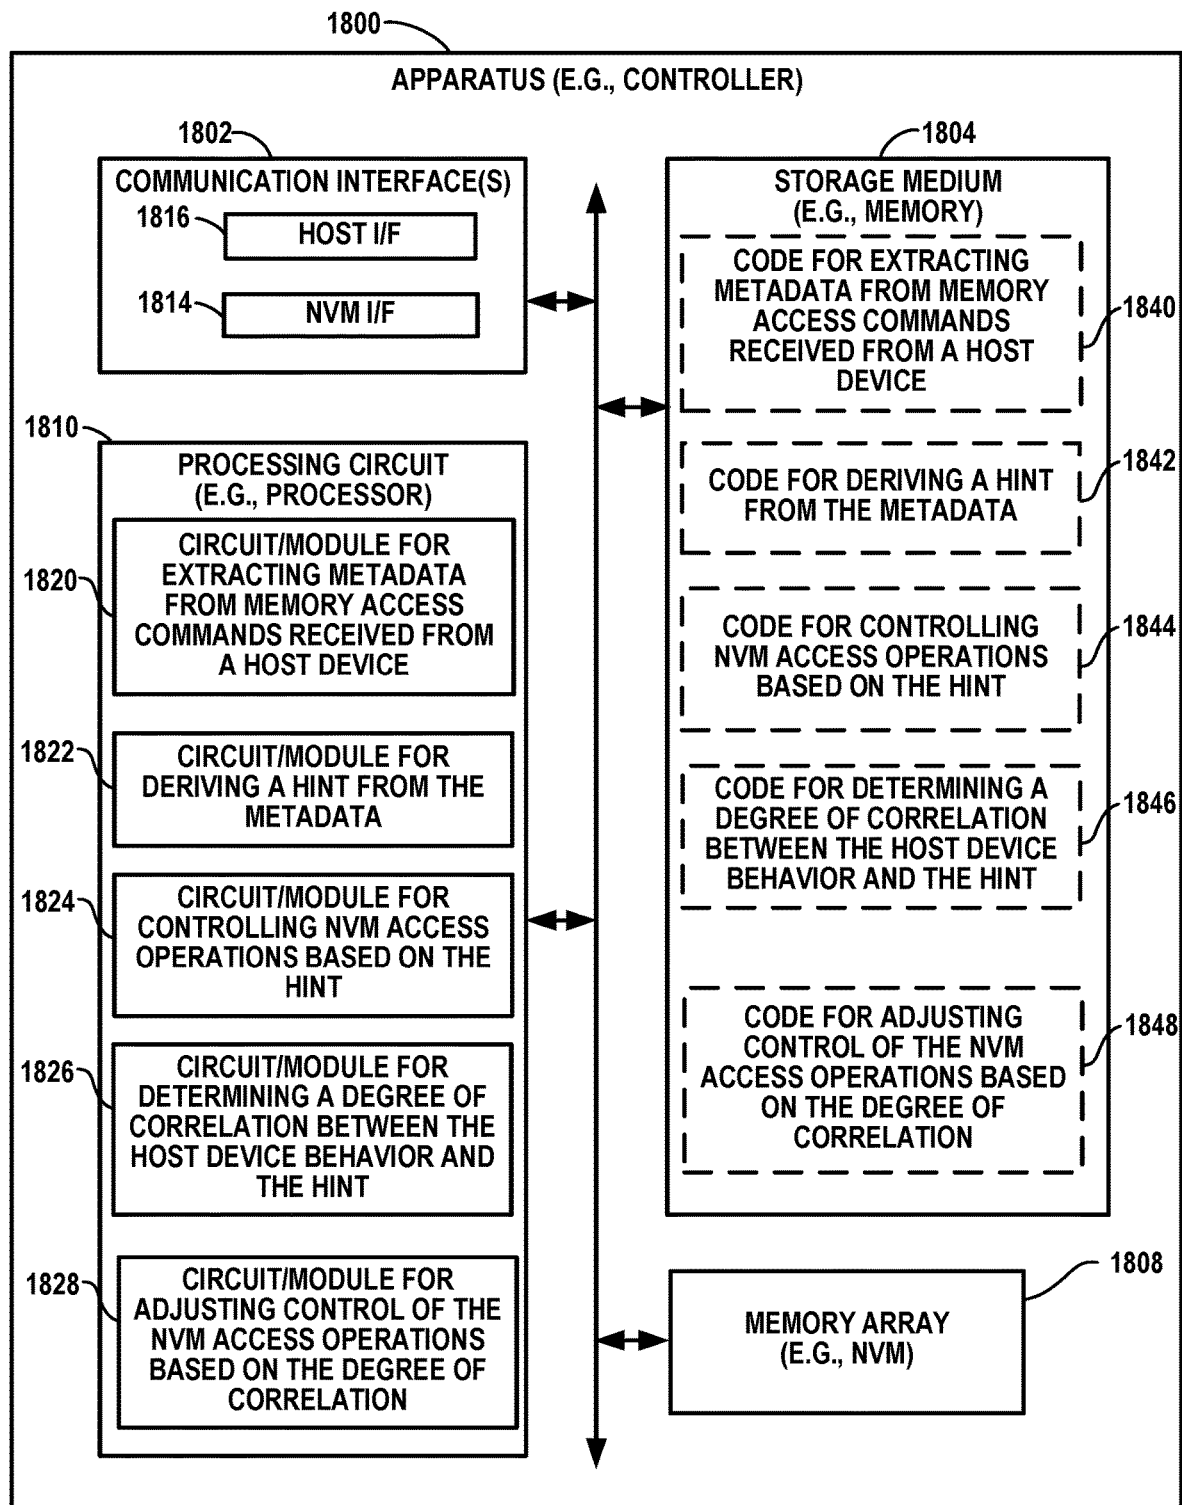 1800
APPARATUS (E.G., CONTROLLER)
1802
COMMUNICATION INTERFACE(S)
1816
HOST I/F
1814
NVM I/F
1810
PROCESSING CIRCUIT
(E.G., PROCESSOR)
1820
CIRCUIT/MODULE FOR
EXTRACTING METADATA
FROM MEMORY ACCESS
COMMANDS RECEIVED FROM
A HOST DEVICE
1822
CIRCUIT/MODULE FOR
DERIVING A HINT FROM THE
METADATA
1824
CIRCUIT/MODULE FOR
CONTROLLING NVM ACCESS
OPERATIONS BASED ON THE
HINT
1826
CIRCUIT/MODULE FOR
DETERMINING A DEGREE OF
CORRELATION BETWEEN THE
HOST DEVICE BEHAVIOR AND
THE HINT
1828
CIRCUIT/MODULE FOR
ADJUSTING CONTROL OF THE
NVM ACCESS OPERATIONS
BASED ON THE DEGREE OF
CORRELATION
1804
STORAGE MEDIUM
(E.G., MEMORY)
CODE FOR EXTRACTING
METADATA FROM MEMORY
ACCESS COMMANDS
RECEIVED FROM A HOST
DEVICE
1840
CODE FOR DERIVING A HINT
FROM THE METADATA
1842
CODE FOR CONTROLLING
NVM ACCESS OPERATIONS
BASED ON THE HINT
1844
CODE FOR DETERMINING A
DEGREE OF CORRELATION
BETWEEN THE HOST DEVICE
BEHAVIOR AND THE HINT
1846
CODE FOR ADJUSTING
CONTROL OF THE NVM
ACCESS OPERATIONS BASED
ON THE DEGREE OF
CORRELATION
1848
1808
MEMORY ARRAY
(E.G., NVM)